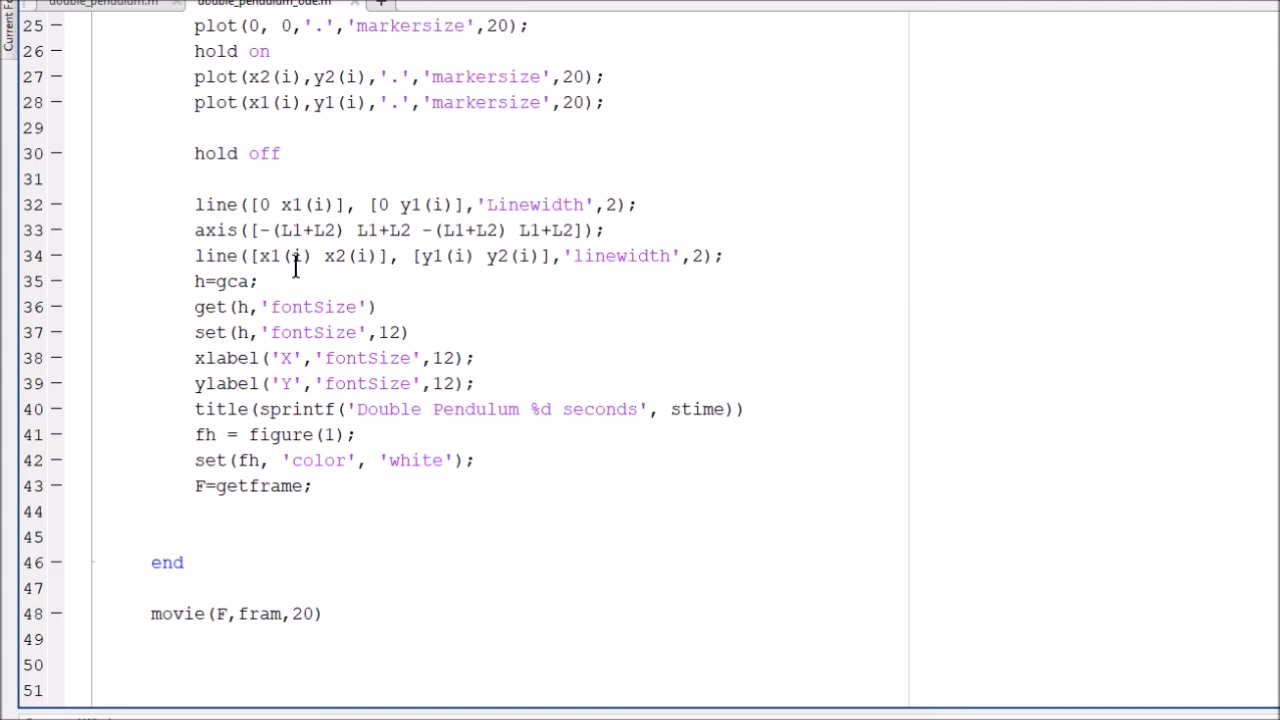 double_pendulum.m double_pendulum_ode.m
Current
25 plot(0, 0,'.','markersize',20);
26 hold on
27 plot(x2(i),y2(i),'.','markersize',20);
28 plot(x1(i),y1(i),'.','markersize',20);
29
30 hold off
31
32 line([0 x1(i)], [0 y1(i)],'Linewidth',2);
33 axis([-(L1+L2) L1+L2 -(L1+L2) L1+L2]);
34 line([x1(i) x2(i)], [y1(i) y2(i)],'linewidth',2);
35 h=gca;
36 get(h,'fontSize')
37 set(h,'fontSize',12)
38 xlabel('X','fontSize',12);
39 ylabel('Y','fontSize',12);
40 title(sprintf('Double Pendulum %d seconds', stime))
41 fh = figure(1);
42 set(fh, 'color', 'white');
43 F=getframe;
44
45
46 end
47
48 movie(F,fram,20)
49
50
51